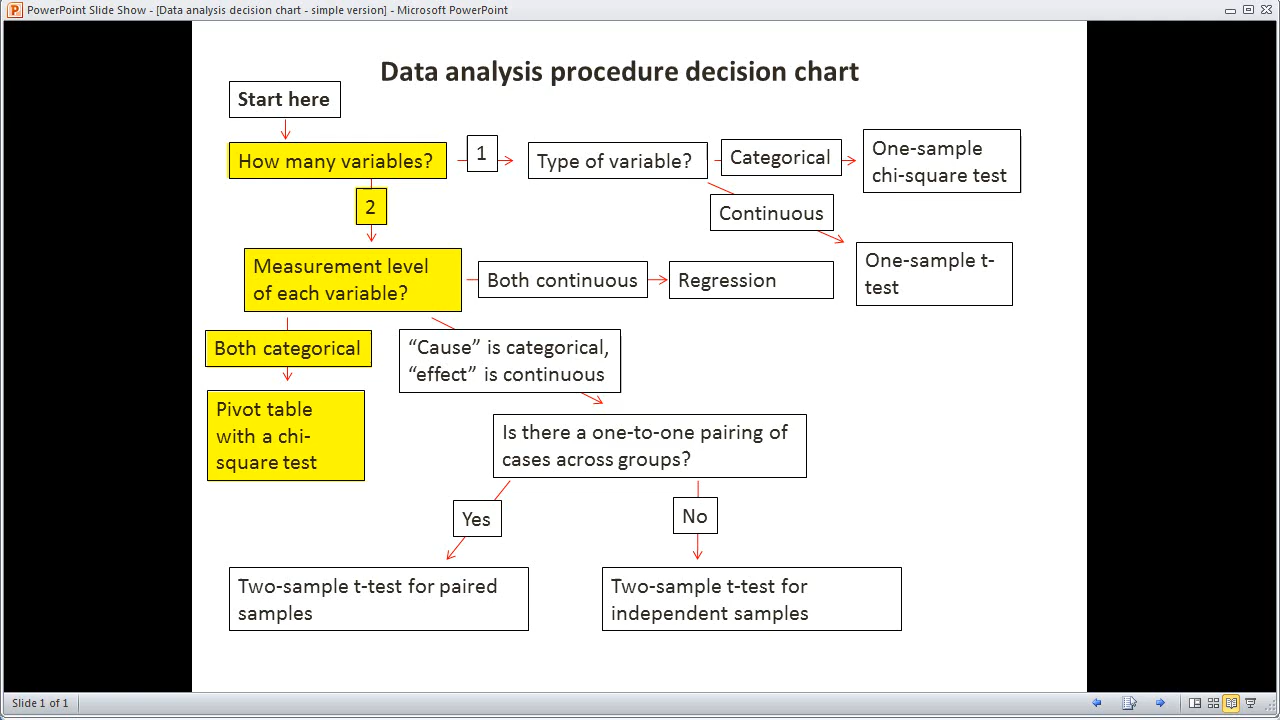 PowerPoint Slide Show - [Data analysis decision chart - simple version] - Microsoft PowerPoint
Data analysis procedure decision chart
Start here
How many variables?
1
Type of variable?
Categorical
One-sample
chi-square test
2
Continuous
Measurement level
of each variable?
Both continuous
Regression
One-sample t-
test
Both categorical
“Cause” is categorical,
“effect” is continuous
Pivot table
with a chi-
square test
Is there a one-to-one pairing of
cases across groups?
Yes
No
Two-sample t-test for paired
samples
Two-sample t-test for
independent samples
Slide 1 of 1